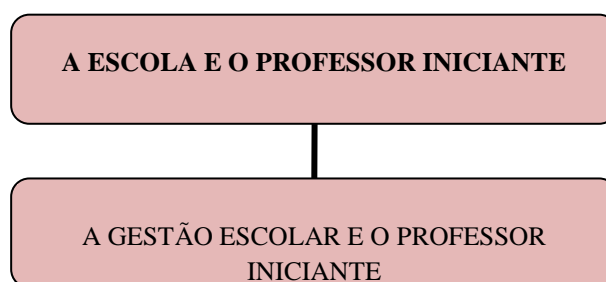 A ESCOLA E O PROFESSOR INICIANTE
A GESTÃO ESCOLAR E O PROFESSOR
INICIANTE